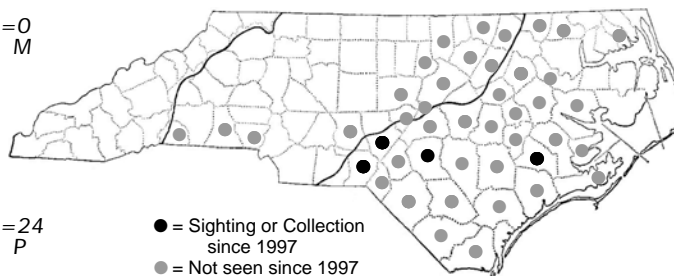 =0
M
=24
P
● = Sighting or Collection
since 1997
● = Not seen since 1997